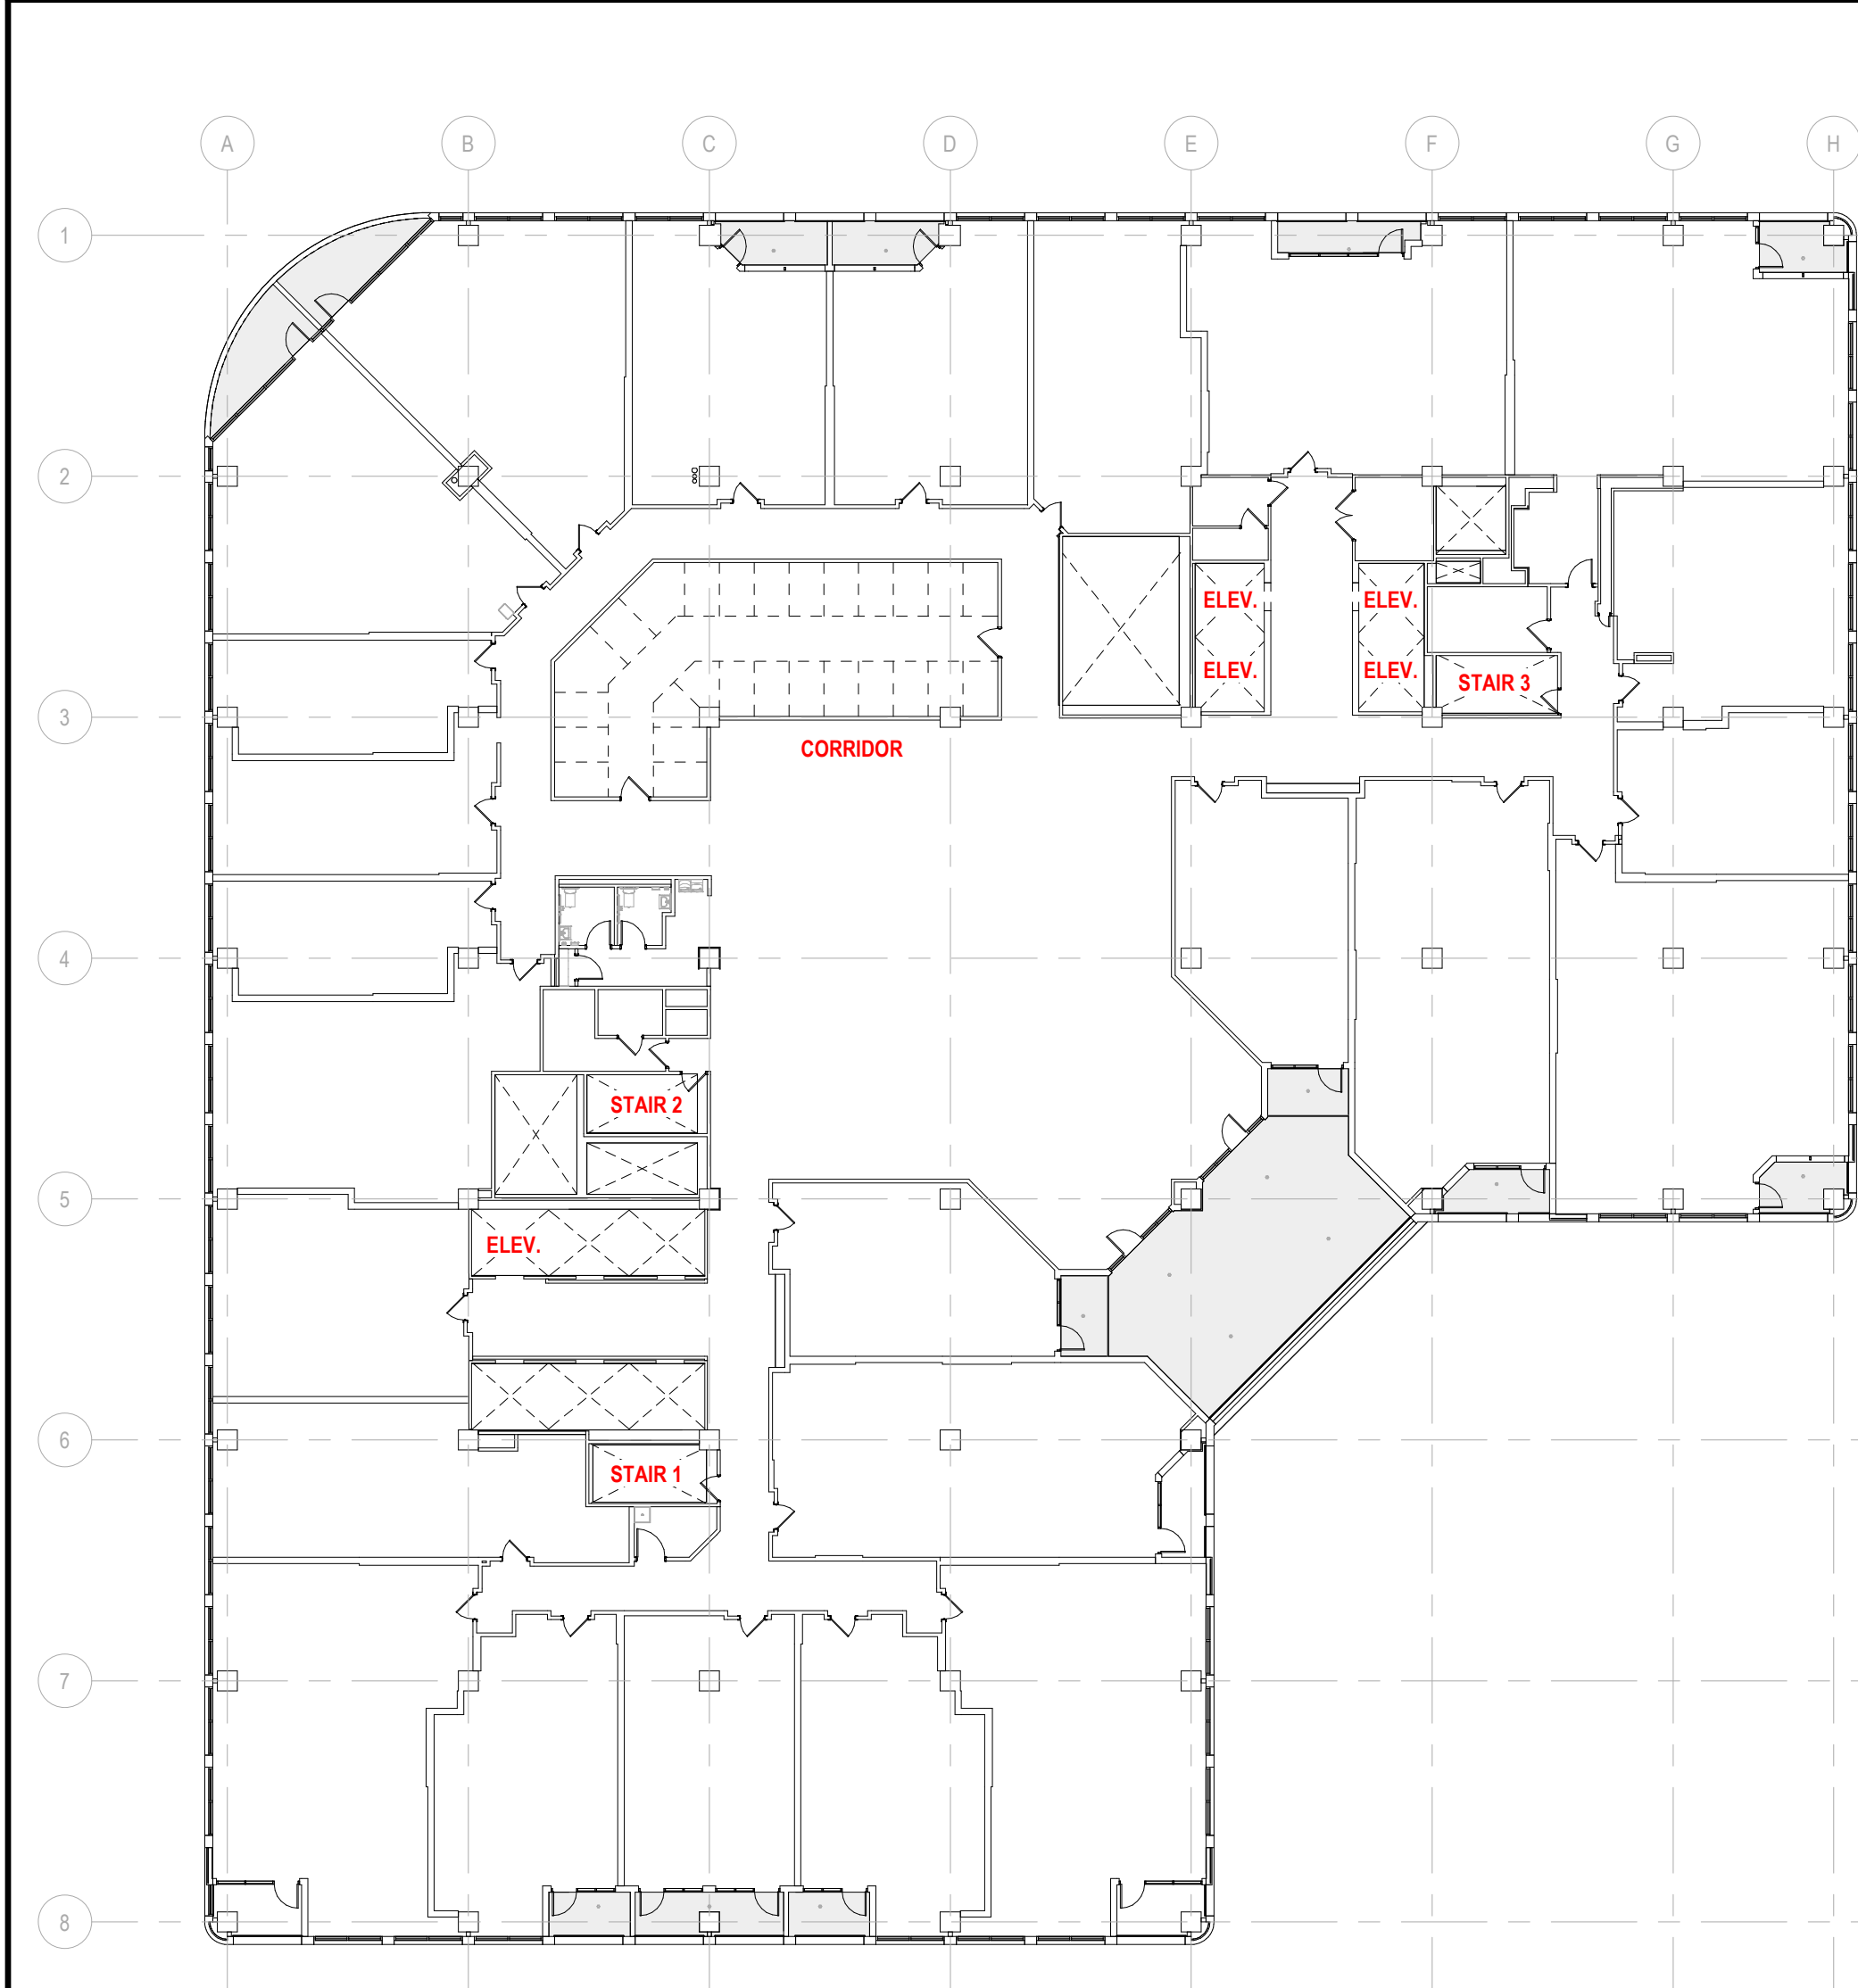 A B C D E F G H
1
2
ELEV. ELEV.
ELEV. ELEV.
STAIR 3
3
CORRIDOR
4
STAIR 2
5
ELEV.
6
STAIR 1
7
8